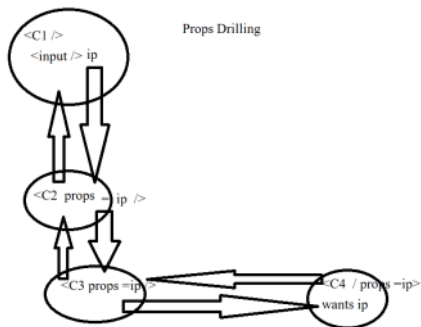 Props Drilling
<C1 />
<input /> ip
<C2 props = ip />
<C3 props =ip />
<C4 / props =ip>
wants ip